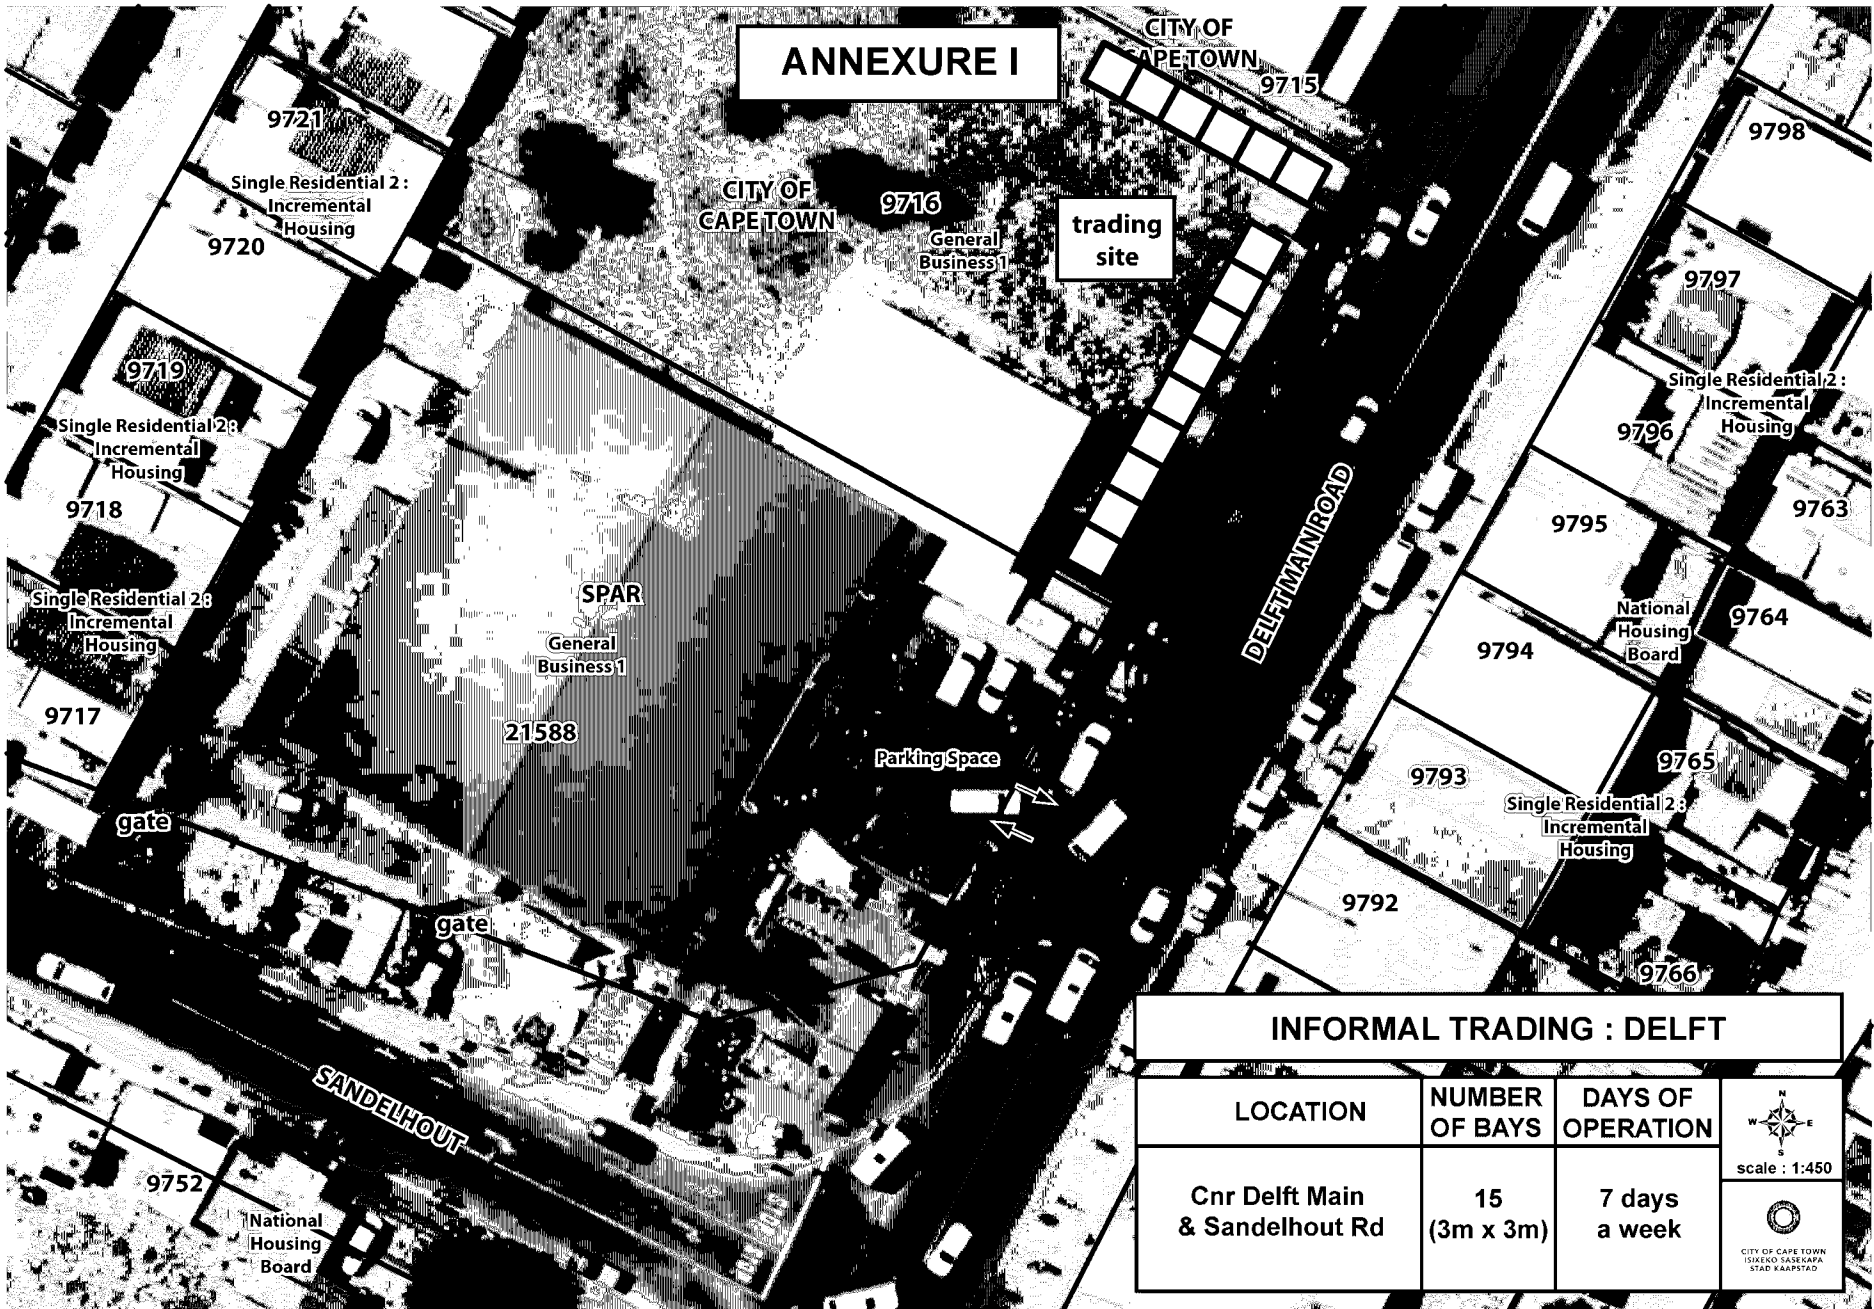 ANNEXURE I
CITY OF
CAPE TOWN
9715
9721
9798
Single Residential 2 :
Incremental
Housing
CITY OF
CAPE TOWN
9716
General
Business 1
trading
site
9720
9797
9719
Single Residential 2 :
Incremental
Housing
9796
Single Residential 2 :
Incremental
Housing
9718
9795
9763
DELFT MAIN ROAD
SPAR
General
Business 1
Single Residential 2 :
Incremental
Housing
National
Housing
Board
9764
9794
9717
21588
Parking Space
9793
9765
Single Residential 2 :
Incremental
Housing
gate
gate
9792
9766
SANDELHOUT
9752
National
Housing
Board
INFORMAL TRADING : DELFT
LOCATION
NUMBER
OF BAYS
DAYS OF
OPERATION
Cnr Delft Main
& Sandelhout Rd
15
(3m x 3m)
7 days
a week
N
W E
S
scale : 1:450
CITY OF CAPE TOWN
ISIXEKO SASEKAPA
STAD KAAPSTAD